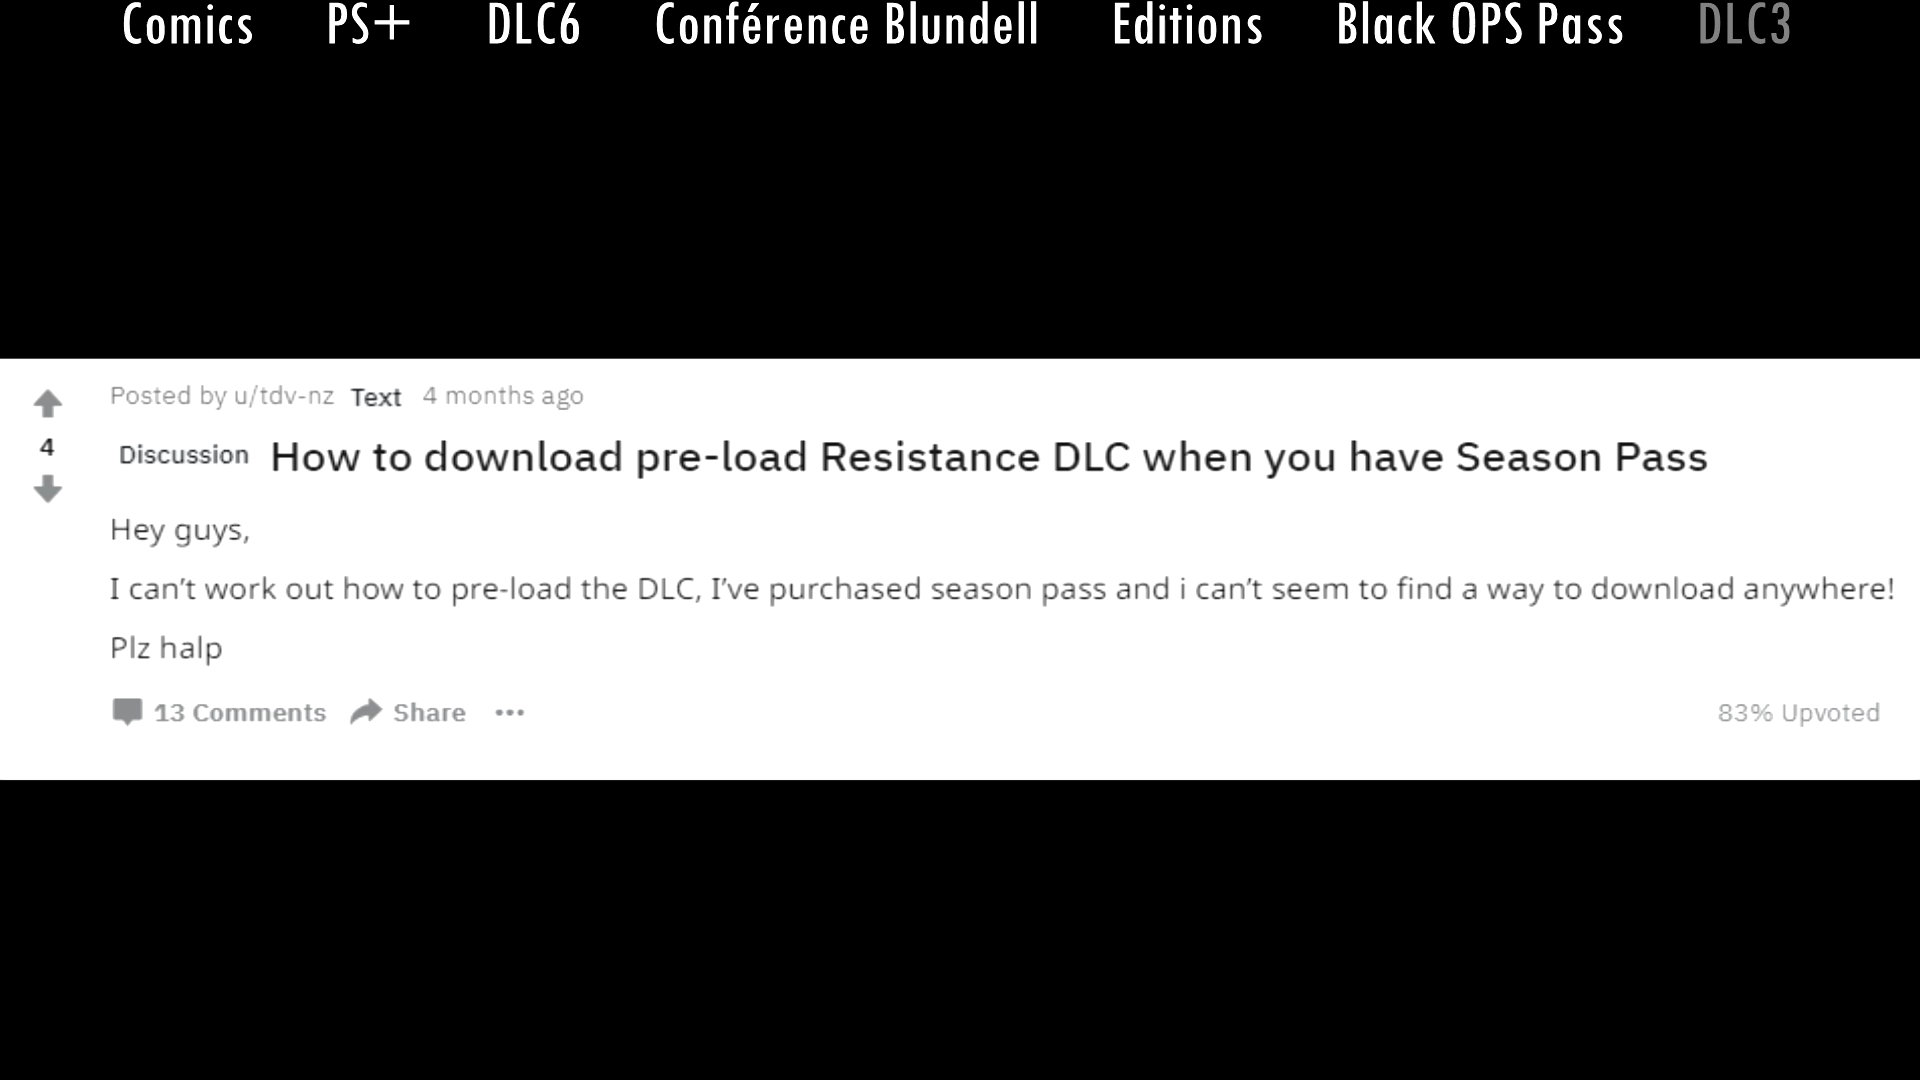 Comics PS+ DLC6 Conférence Blundell Editions Black OPS Pass DLC3
Posted by u/tdv-nz Text 4 months ago
4
Discussion How to download pre-load Resistance DLC when you have Season Pass
Hey guys,
I can’t work out how to pre-load the DLC, I’ve purchased season pass and i can’t seem to find a way to download anywhere!
Plz halp
13 Comments Share ••• 83% Upvoted